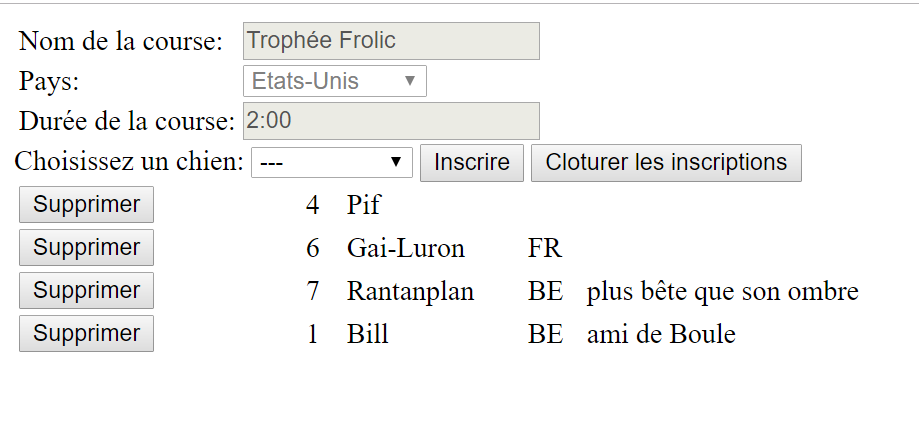 Nom de la course: Trophée Frolic
Pays: Etats-Unis
Durée de la course: 2:00
Choisissez un chien: --- Inscrire Cloturer les inscriptions
Supprimer 4 Pif
Supprimer 6 Gai-Luron FR
Supprimer 7 Rantanplan BE plus bête que son ombre
Supprimer 1 Bill BE ami de Boule